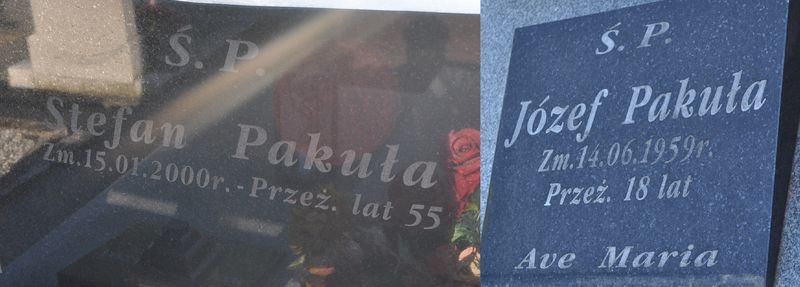 Ś. P.
Stefan Pakuła
Zm.15.01.2000r.-Przeż. lat 55
Ś. P.
Józef Pakuła
Zm.14.06.1959r.
Przeż. 18 lat
Ave Maria